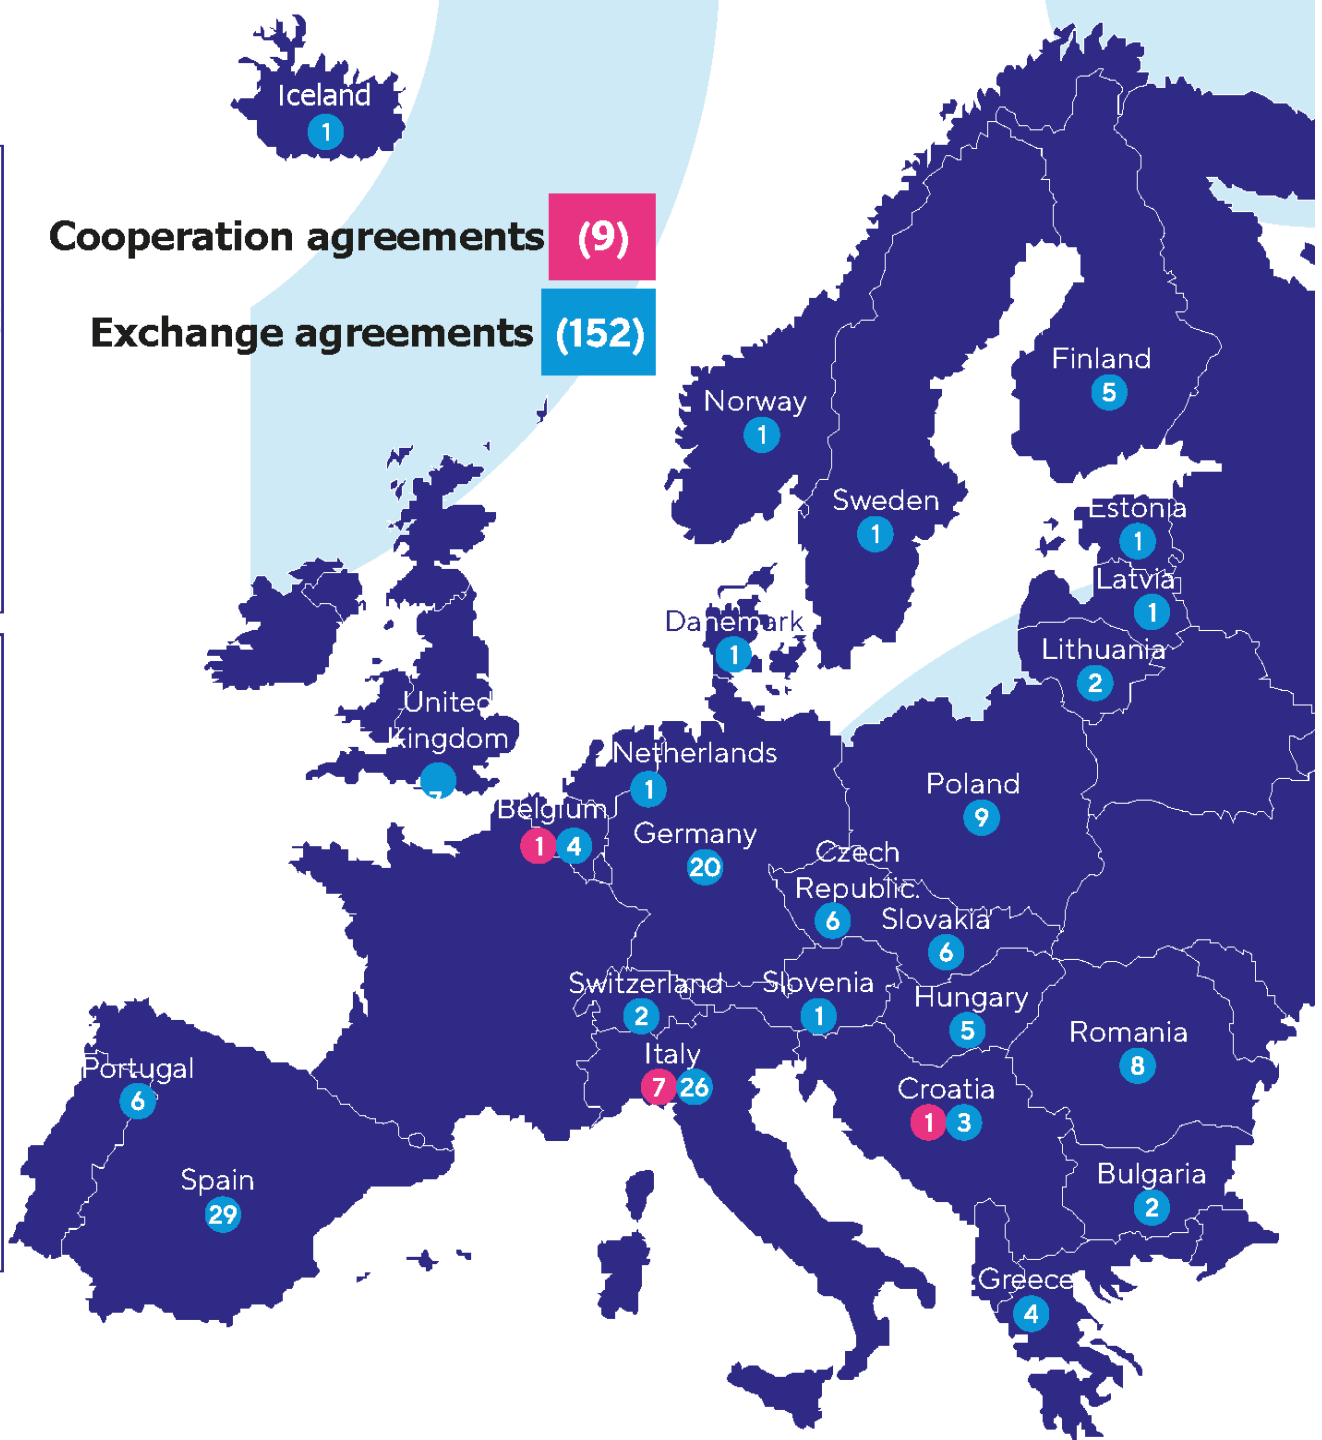 Iceland
1
Cooperation agreements (9)
Exchange agreements (152)
Finland
5
Norway
1
Sweden
1
Estonia
1
Latvia
1
Danemark
1
Lithuania
2
United
Kingdom
7
Netherlands
1
Belgium
1 4
Poland
9
Germany
20
Czech
Republic.
6
Slovakia
6
Switzerland
2
Slovenia
1
Hungary
5
Romania
8
Italy
7 26
Portugal
6
Croatia
1 3
Spain
29
Bulgaria
2
Greece
4